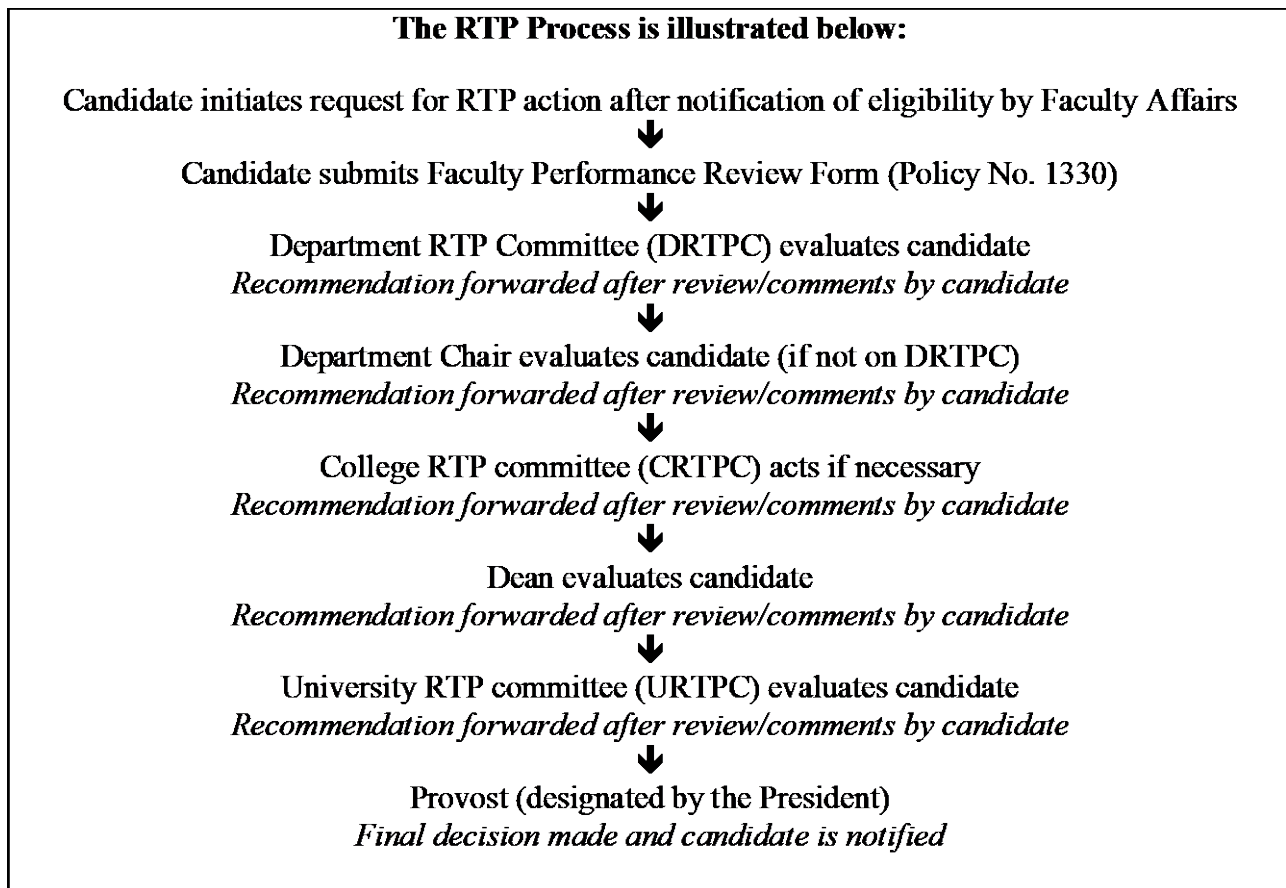 The RTP Process is illustrated below:
Candidate initiates request for RTP action after notification of eligibility by Faculty Affairs
Candidate submits Faculty Performance Review Form (Policy No. 1330)
Department RTP Committee (DRTPC) evaluates candidate
Recommendation forwarded after review/comments by candidate
Department Chair evaluates candidate (if not on DRTPC)
Recommendation forwarded after review/comments by candidate
College RTP committee (CRTPC) acts if necessary
Recommendation forwarded after review/comments by candidate
Dean evaluates candidate
Recommendation forwarded after review/comments by candidate
University RTP committee (URTPC) evaluates candidate
Recommendation forwarded after review/comments by candidate
Provost (designated by the President)
Final decision made and candidate is notified